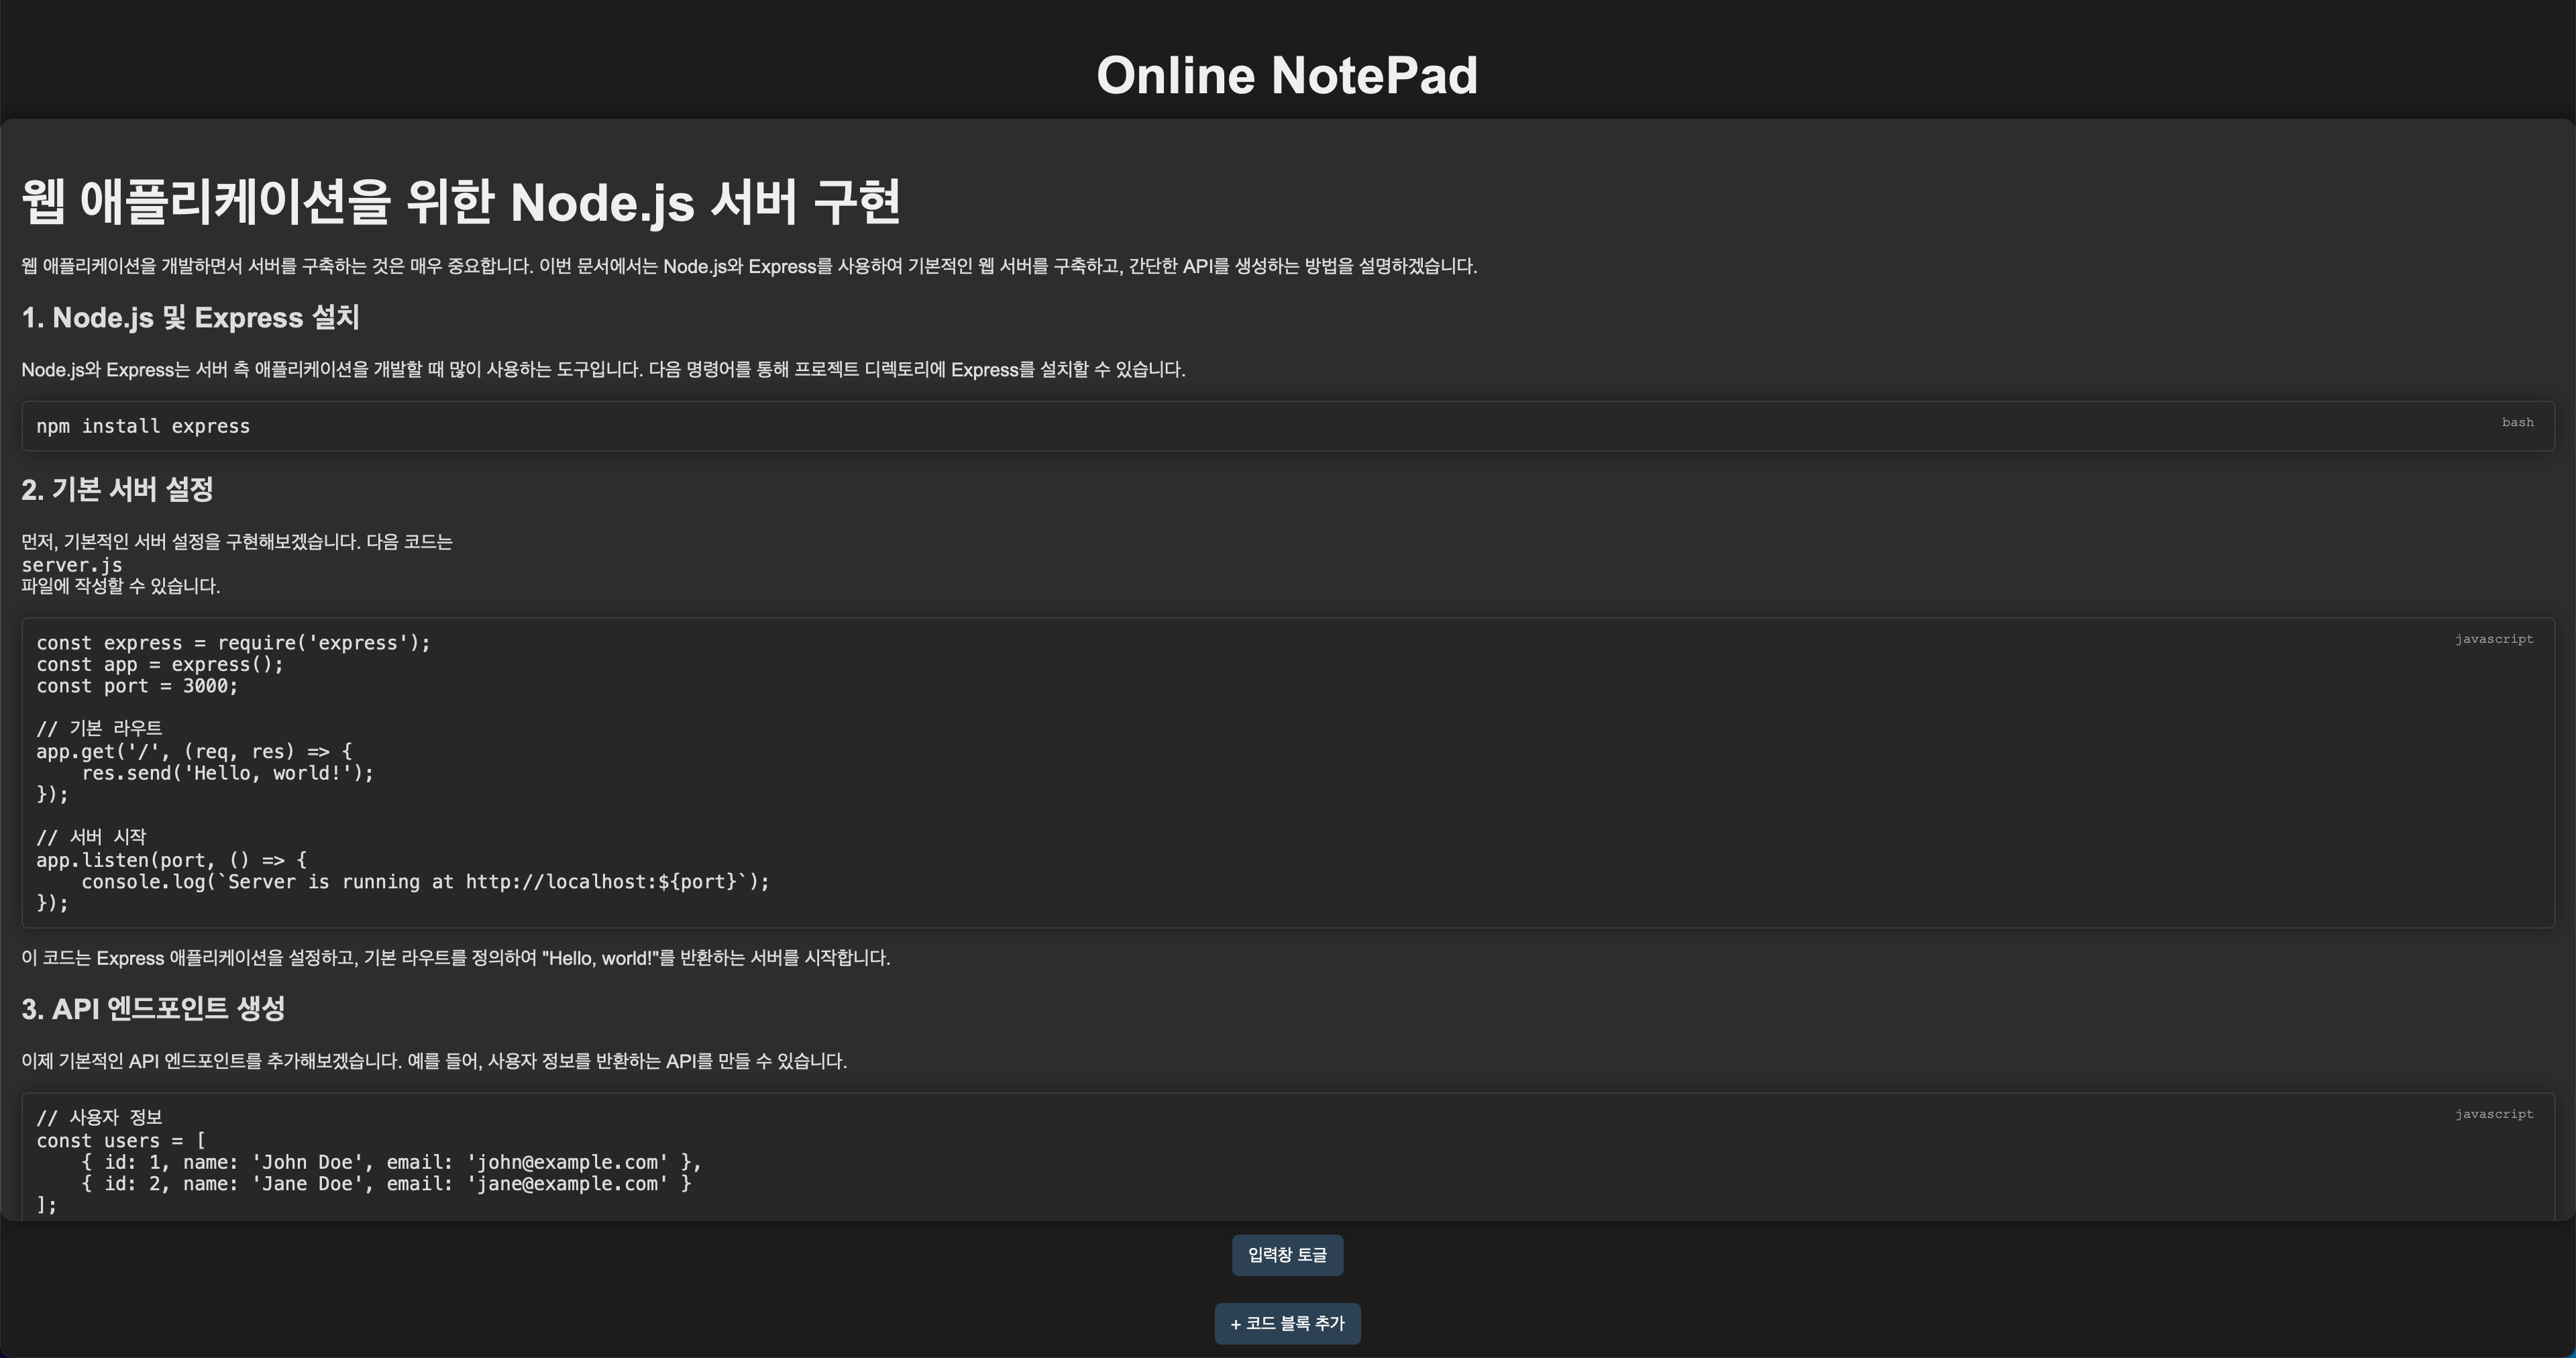 Online NotePad
웹 애플리케이션을 위한 Node.js 서버 구현
웹 애플리케이션을 개발하면서 서버를 구축하는 것은 매우 중요합니다. 이번 문서에서는 Node.js와 Express를 사용하여 기본적인 웹 서버를 구축하고, 간단한 API를 생성하는 방법을 설명하겠습니다.
1. Node.js 및 Express 설치
Node.js와 Express는 서버 측 애플리케이션을 개발할 때 많이 사용하는 도구입니다. 다음 명령어를 통해 프로젝트 디렉토리에 Express를 설치할 수 있습니다.
npm install express
bash
2. 기본 서버 설정
먼저, 기본적인 서버 설정을 구현해보겠습니다. 다음 코드는
server.js
파일에 작성할 수 있습니다.
const express = require('express');
javascript
const app = express();
const port = 3000;
// 기본 라우트
app.get('/', (req, res) => {
    res.send('Hello, world!');
});
// 서버 시작
app.listen(port, () => {
    console.log(`Server is running at http://localhost:${port}`);
});
이 코드는 Express 애플리케이션을 설정하고, 기본 라우트를 정의하여 "Hello, world!"를 반환하는 서버를 시작합니다.
3. API 엔드포인트 생성
이제 기본적인 API 엔드포인트를 추가해보겠습니다. 예를 들어, 사용자 정보를 반환하는 API를 만들 수 있습니다.
// 사용자 정보
javascript
const users = [
    { id: 1, name: 'John Doe', email: 'john@example.com' },
    { id: 2, name: 'Jane Doe', email: 'jane@example.com' }
];
입력창 토글
+ 코드 블록 추가